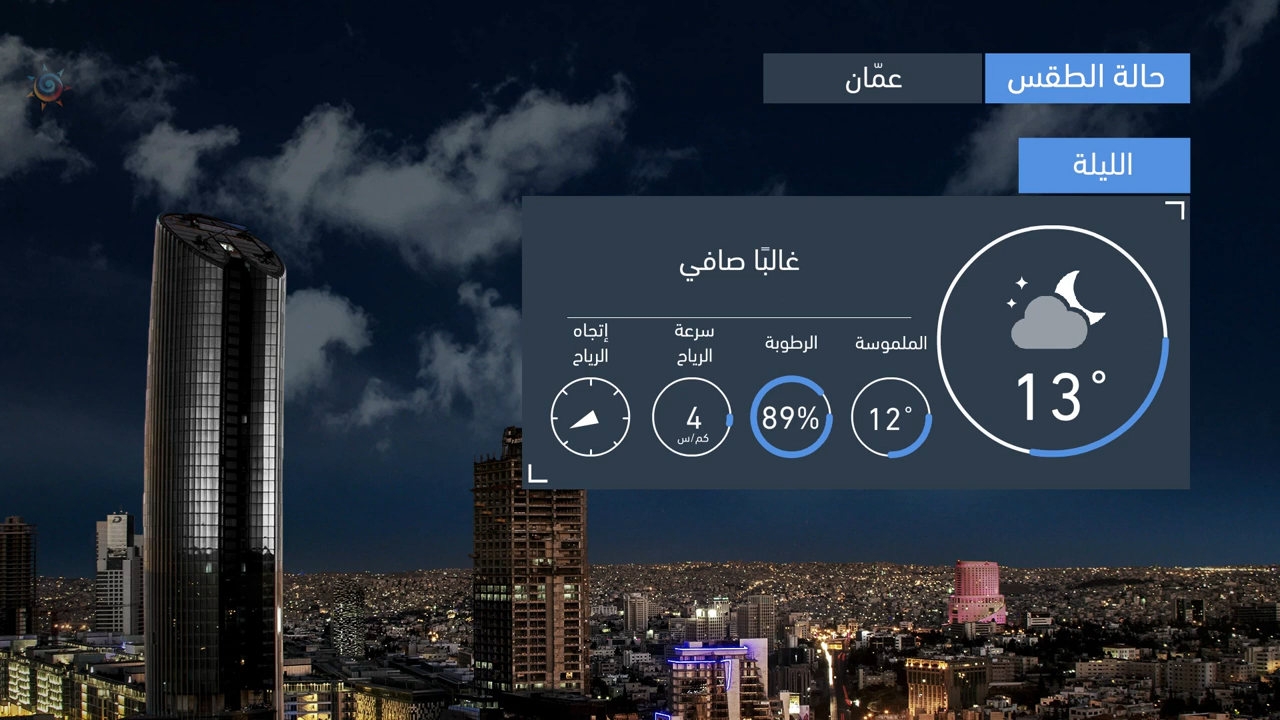 حالة الطقس
عمّان
الليلة
غالبًا صافي
13°
الملموسة
12°
الرطوبة
89%
سرعة
الرياح
4
كم/س
إتجاه
الرياح